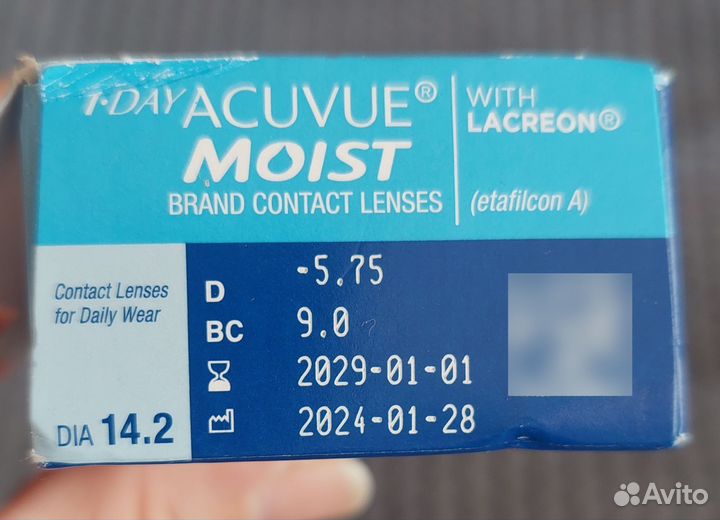 1·DAY ACUVUE® MOIST
WITH LACREON®
BRAND CONTACT LENSES
(etafilcon A)
Contact Lenses
for Daily Wear
DIA 14.2
D -5.75
BC 9.0
2029-01-01
2024-01-28
Avito